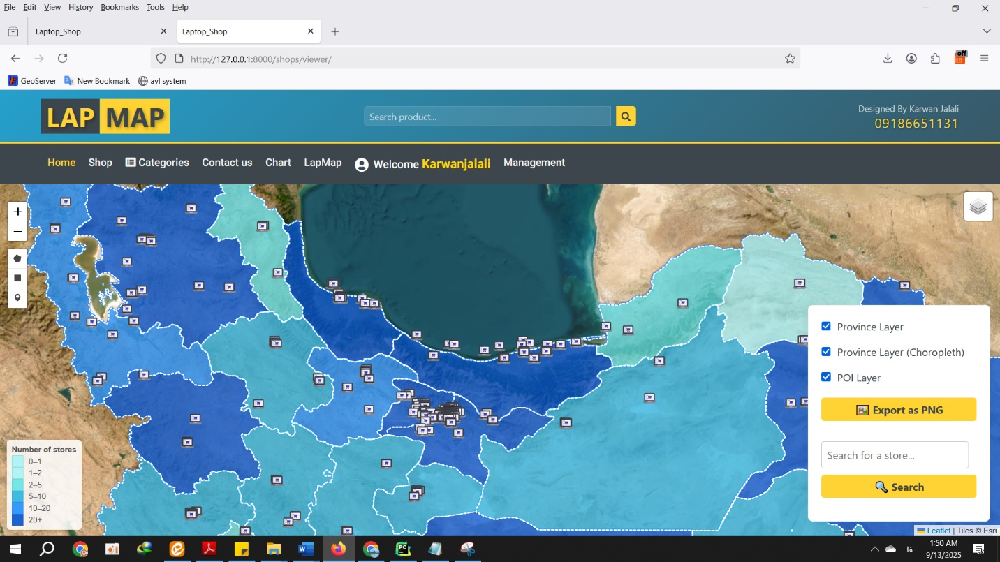 File Edit View History Bookmarks Tools Help
Laptop_Shop
Laptop_Shop
http://127.0.0.1:8000/shops/viewer/
off
GeoServer New Bookmark avl system
LAP MAP
Search product...
Designed By Karwan Jalali
09186651131
Home Shop Categories Contact us Chart LapMap Welcome Karwanjalali Management
+
−
Province Layer
Province Layer (Choropleth)
POI Layer
Export as PNG
Search for a store...
Search
Number of stores
0–1
1–2
2–5
5–10
10–20
20+
Leaflet | Tiles © Esri
فا
1:50 AM
9/13/2025